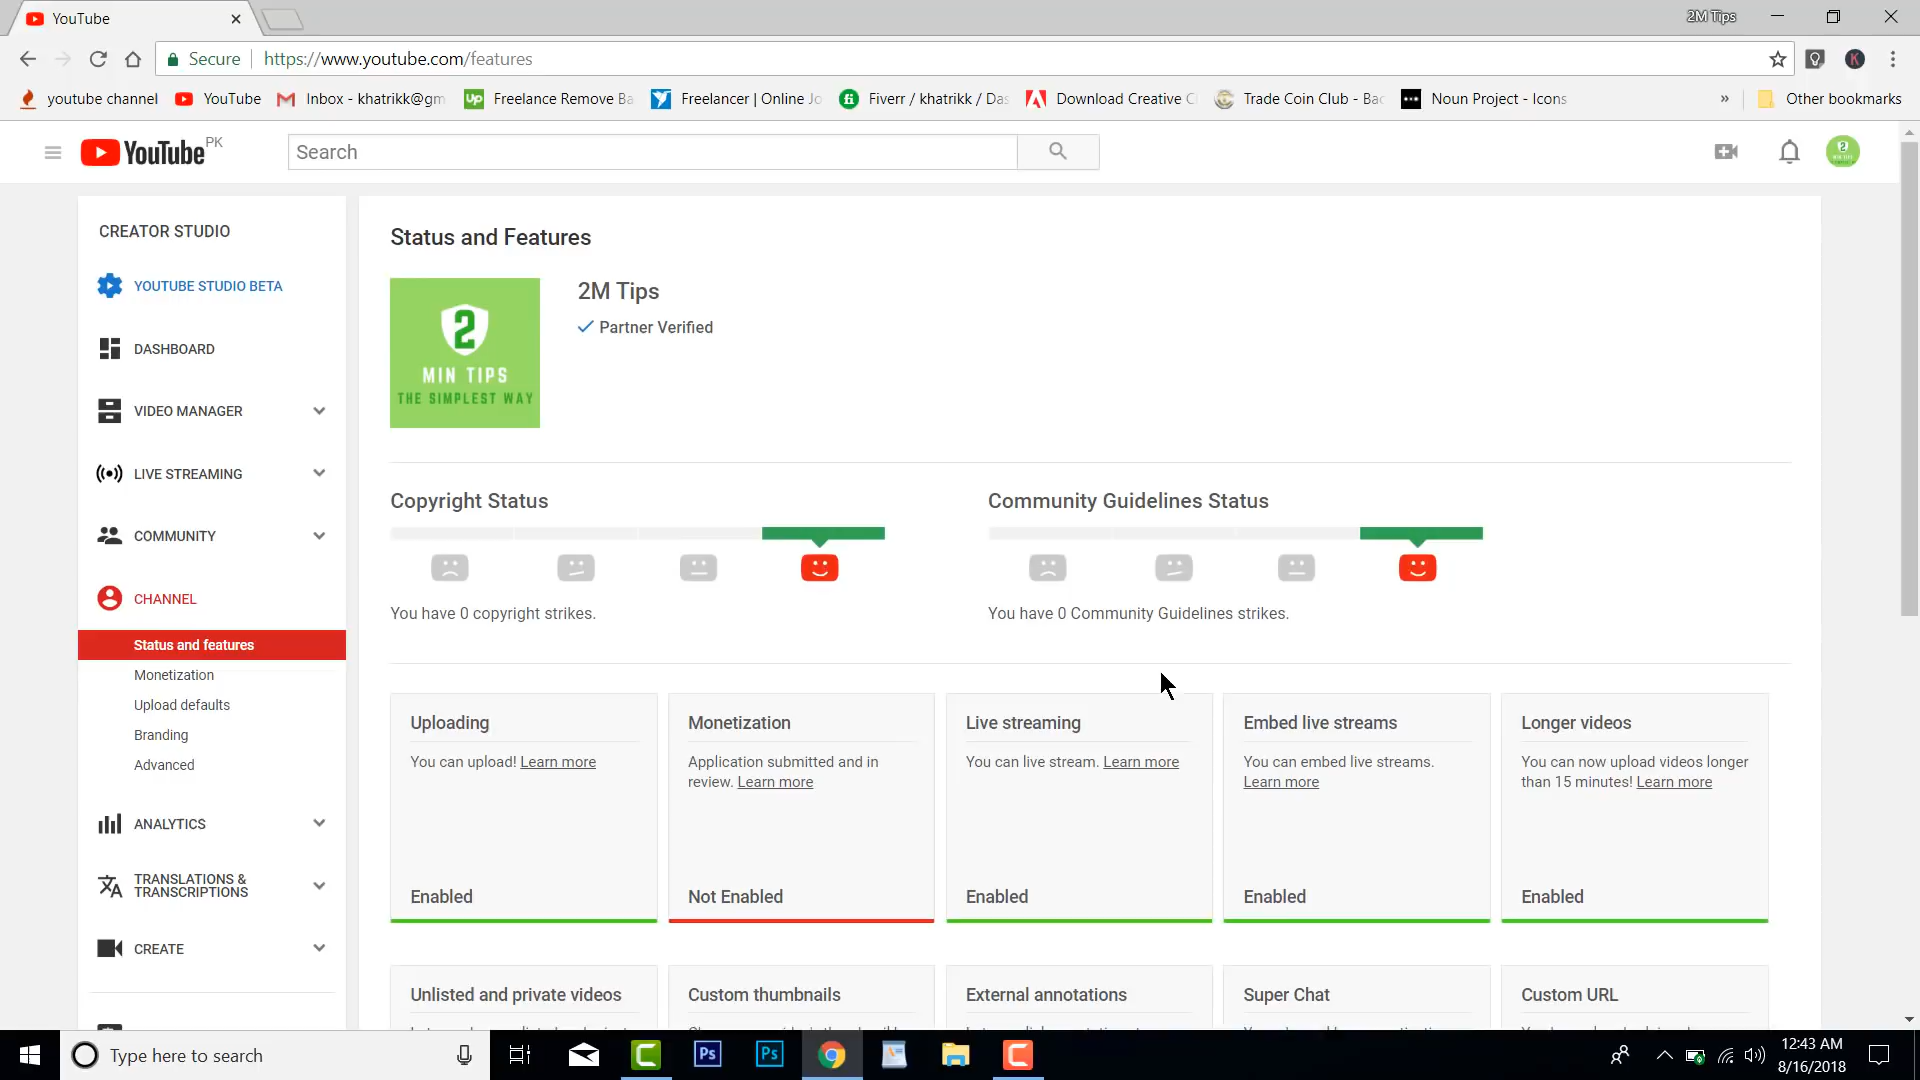 YouTube
2M Tips
Secure https://www.youtube.com/features
youtube channel YouTube Inbox - khatrikk@gm Freelance Remove Ba Freelancer | Online Jo Fiverr / khatrikk / Das Download Creative C Trade Coin Club - Bac Noun Project - Icons » Other bookmarks
YouTube PK
Search
2
CREATOR STUDIO
YOUTUBE STUDIO BETA
DASHBOARD
VIDEO MANAGER
LIVE STREAMING
COMMUNITY
CHANNEL
Status and features
Monetization
Upload defaults
Branding
Advanced
ANALYTICS
TRANSLATIONS &
TRANSCRIPTIONS
CREATE
Status and Features
2
MIN TIPS
THE SIMPLEST WAY
2M Tips
Partner Verified
Copyright Status
You have 0 copyright strikes.
Community Guidelines Status
You have 0 Community Guidelines strikes.
Uploading
You can upload! Learn more
Enabled
Monetization
Application submitted and in
review. Learn more
Not Enabled
Live streaming
You can live stream. Learn more
Enabled
Embed live streams
You can embed live streams.
Learn more
Enabled
Longer videos
You can now upload videos longer
than 15 minutes! Learn more
Enabled
Unlisted and private videos
Custom thumbnails
External annotations
Super Chat
Custom URL
Type here to search
Ps
Ps
12:43 AM
8/16/2018